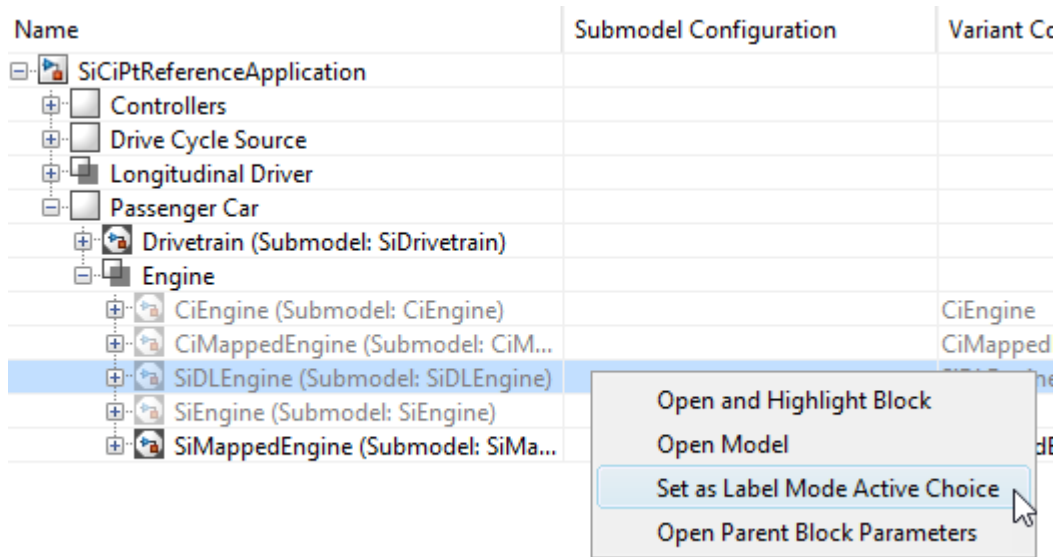 Name Submodel Configuration Variant Co
SiCiPtReferenceApplication
Controllers
Drive Cycle Source
Longitudinal Driver
Passenger Car
Drivetrain (Submodel: SiDrivetrain)
Engine
CiEngine (Submodel: CiEngine) CiEngine
CiMappedEngine (Submodel: CiM... CiMapped
SiDLEngine (Submodel: SiDLEngine)
SiEngine (Submodel: SiEngine)
SiMappedEngine (Submodel: SiMa... dE
Open and Highlight Block
Open Model
Set as Label Mode Active Choice
Open Parent Block Parameters